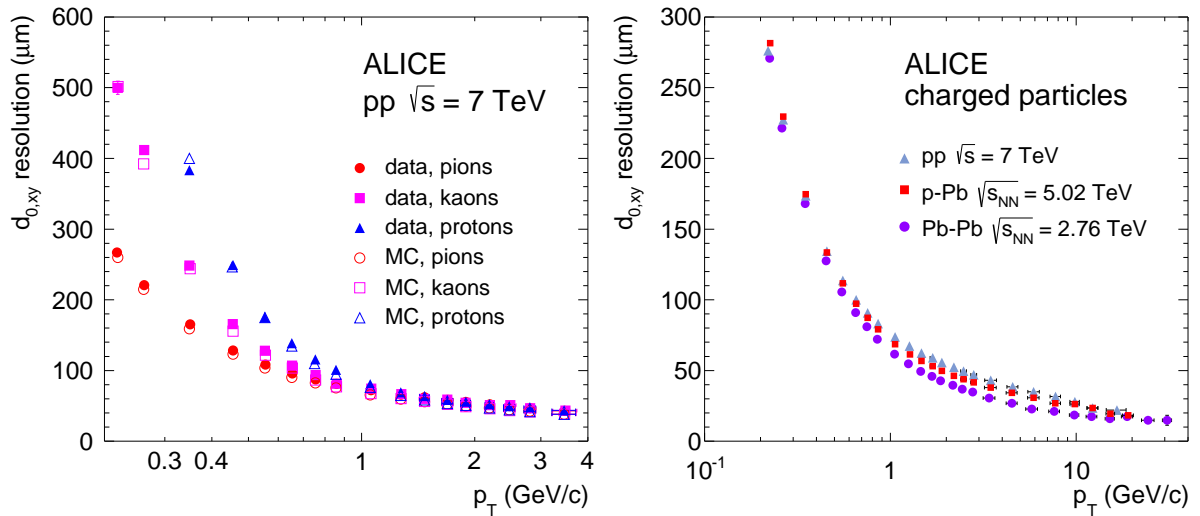 d0,xy resolution (μm)
600
500
400
300
200
100
0
ALICE
pp √s = 7 TeV
data, pions
data, kaons
data, protons
MC, pions
MC, kaons
MC, protons
0.3 0.4 1 2 3 4
pT (GeV/c)
d0,xy resolution (μm)
300
250
200
150
100
50
0
ALICE
charged particles
pp √s = 7 TeV
p-Pb √sNN = 5.02 TeV
Pb-Pb √sNN = 2.76 TeV
10-1 1 10
pT (GeV/c)